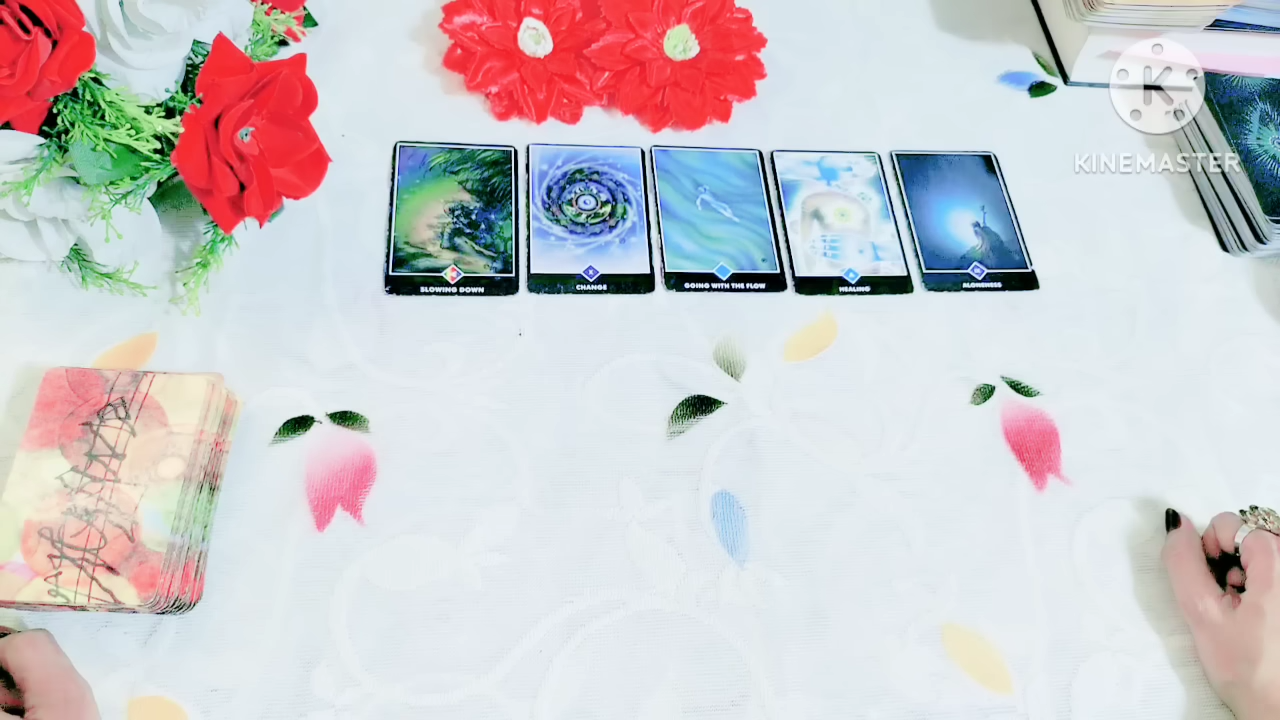 K
KINEMASTER
SLOWING DOWN
CHANGE
GOING WITH THE FLOW
HEALING
ALONENESS